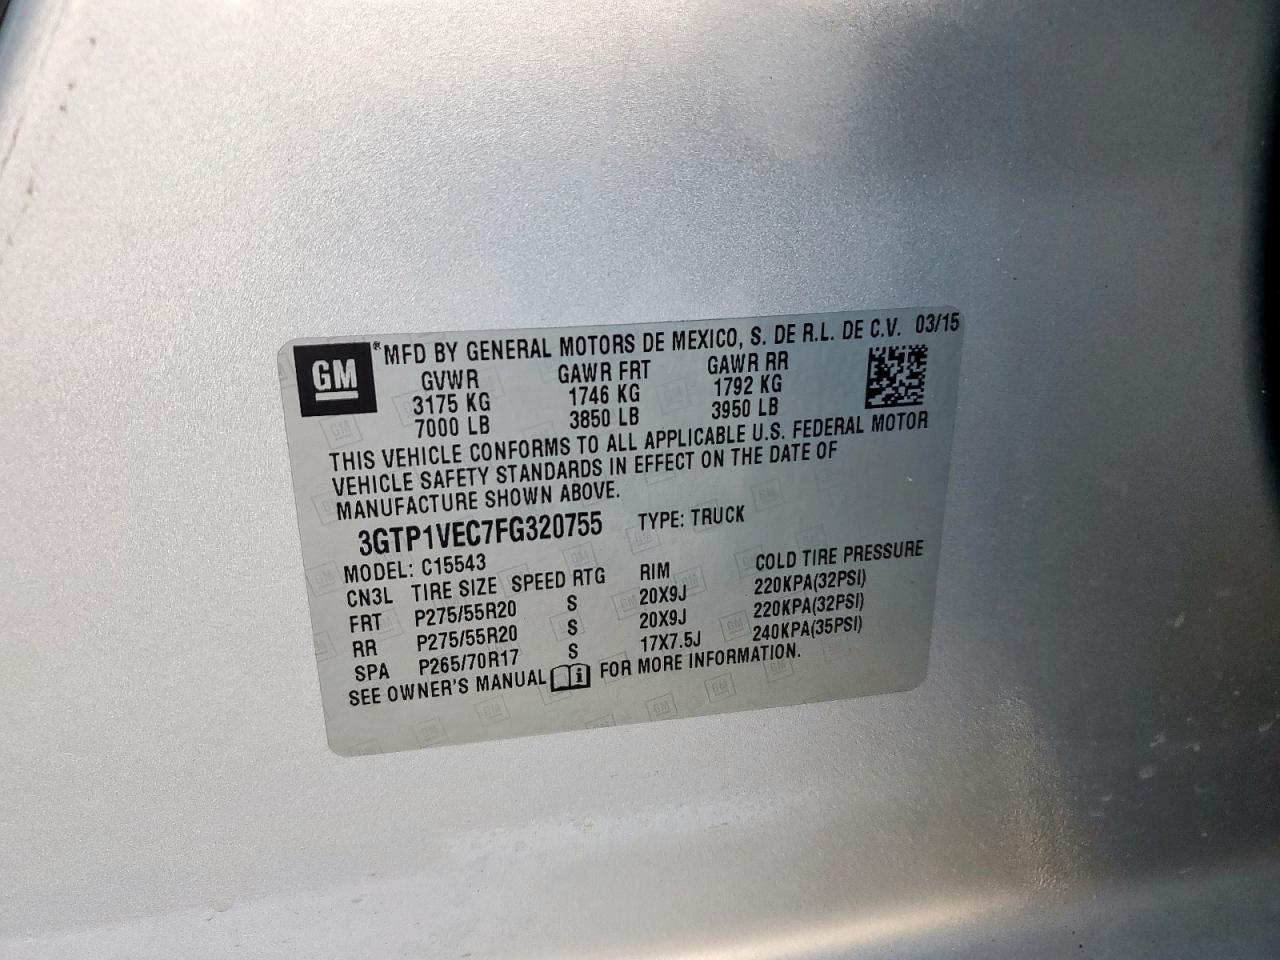 GM ® MFD BY GENERAL MOTORS DE MEXICO, S. DE R.L. DE C.V. 03/15
GVWR GAWR FRT GAWR RR
3175 KG 1746 KG 1792 KG
7000 LB 3850 LB 3950 LB
THIS VEHICLE CONFORMS TO ALL APPLICABLE U.S. FEDERAL MOTOR
VEHICLE SAFETY STANDARDS IN EFFECT ON THE DATE OF
MANUFACTURE SHOWN ABOVE.
3GTP1VEC7FG320755 TYPE: TRUCK
MODEL: C15543
CN3L TIRE SIZE SPEED RTG RIM COLD TIRE PRESSURE
FRT P275/55R20 S 20X9J 220KPA(32PSI)
RR P275/55R20 S 20X9J 220KPA(32PSI)
SPA P265/70R17 S 17X7.5J 240KPA(35PSI)
SEE OWNER'S MANUAL i FOR MORE INFORMATION.